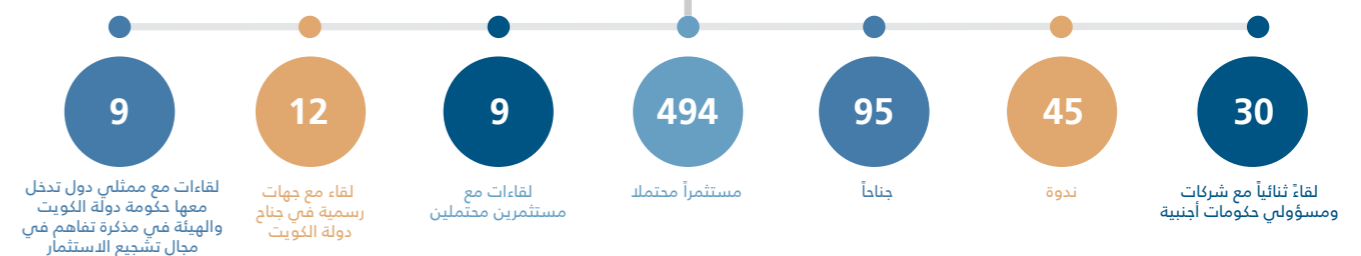 30
لقاءً ثنائياً مع شركات
ومسؤولي حكومات أجنبية
45
ندوة
95
جناحاً
494
مستثمراً محتملا
9
لقاءات مع
مستثمرين محتملين
12
لقاء مع جهات
رسمية في جناح
دولة الكويت
9
لقاءات مع ممثلي دول تدخل
معها حكومة دولة الكويت
والهيئة في مذكرة تفاهم في
مجال تشجيع الاستثمار